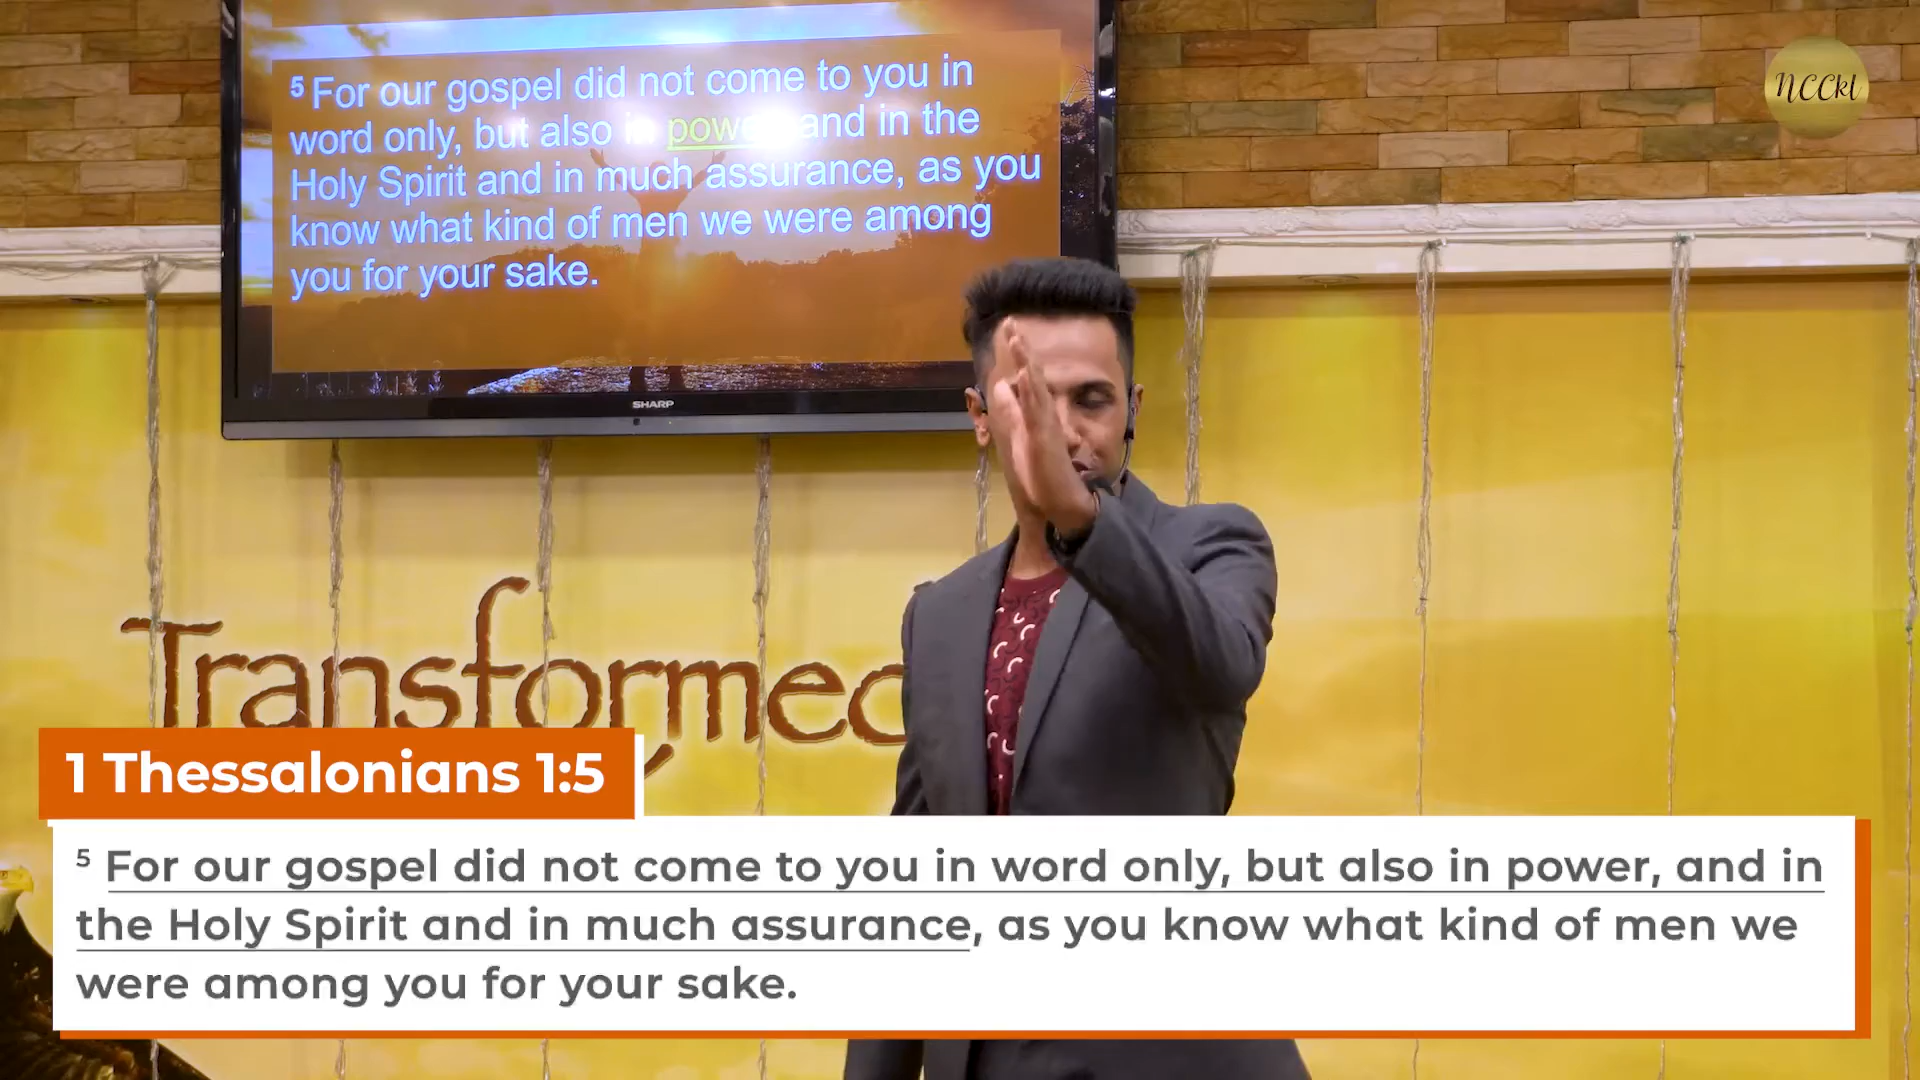 5 For our gospel did not come to you in
word only, but also in power, and in the
Holy Spirit and in much assurance, as you
know what kind of men we were among
you for your sake.
SHARP
NCCkl
Transformed
1 Thessalonians 1:5
5 For our gospel did not come to you in word only, but also in power, and in
the Holy Spirit and in much assurance, as you know what kind of men we
were among you for your sake.